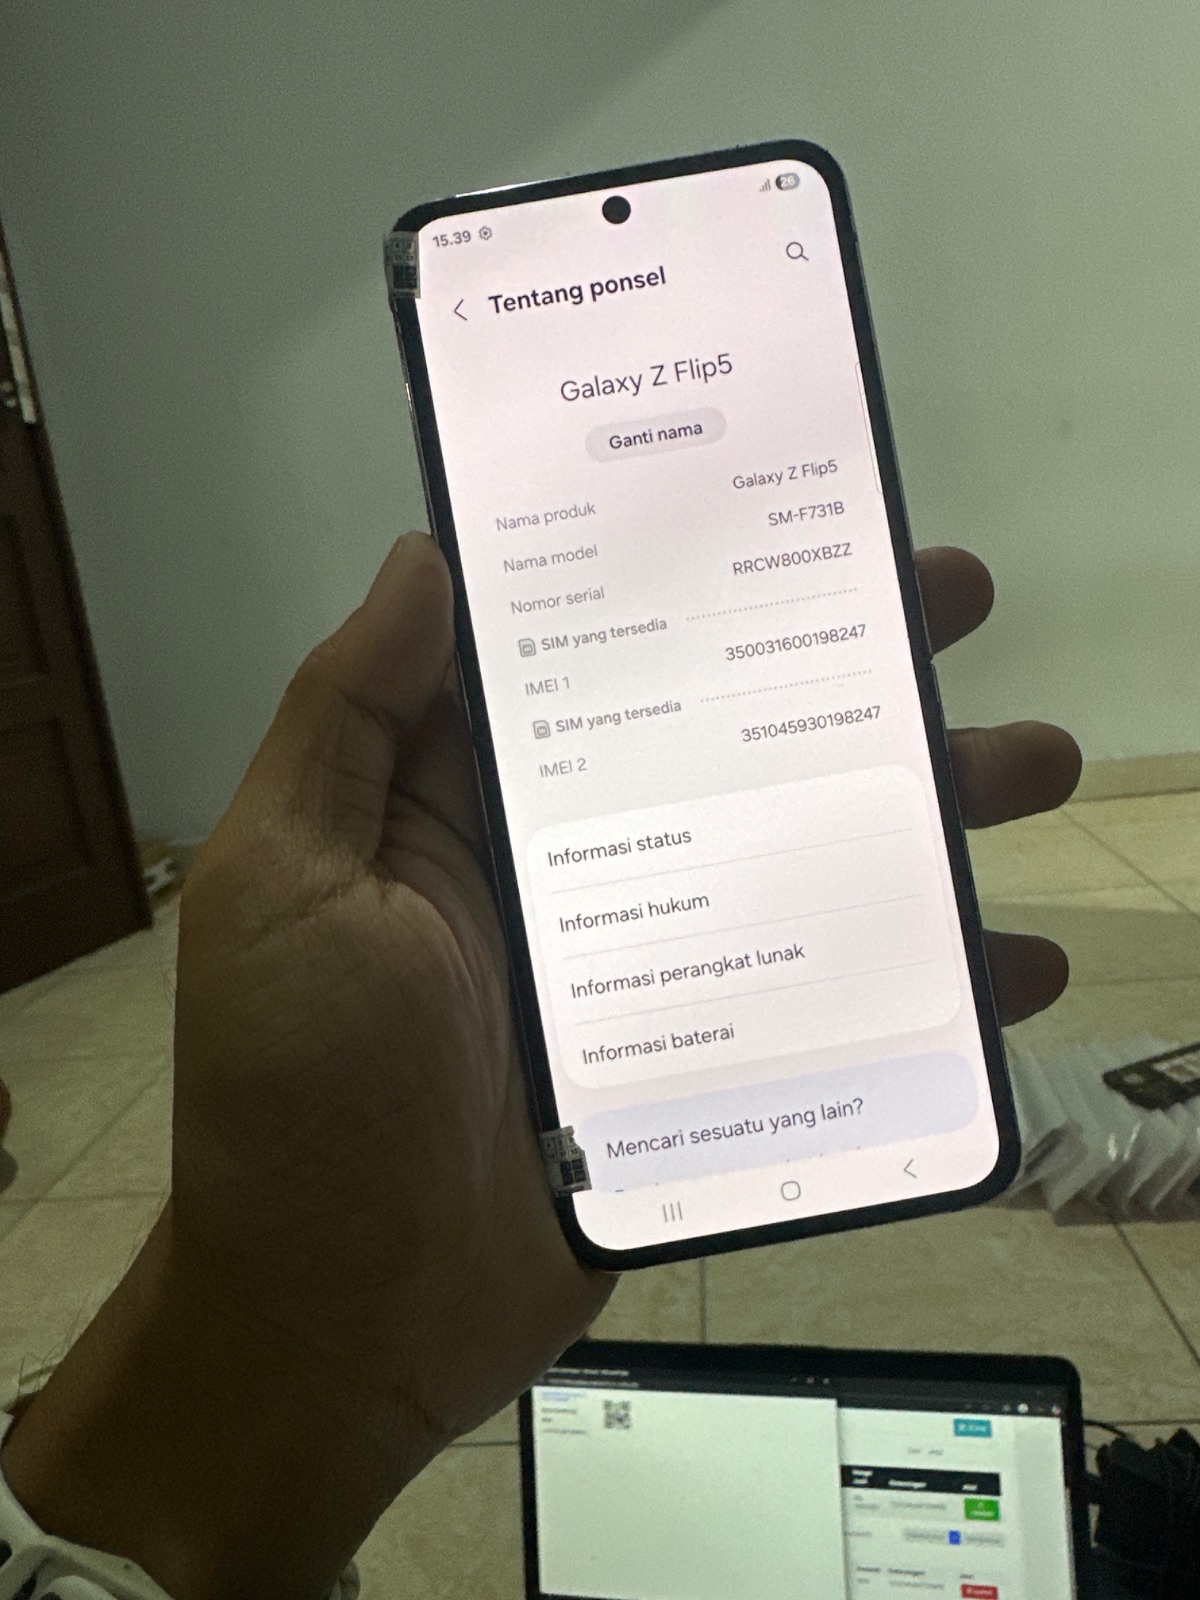 15.39
26
Tentang ponsel
Galaxy Z Flip5
Ganti nama
Nama produk Galaxy Z Flip5
Nama model SM-F731B
Nomor serial RRCW800XBZZ
SIM yang tersedia
IMEI 1 350031600198247
SIM yang tersedia
IMEI 2 351045930198247
Informasi status
Informasi hukum
Informasi perangkat lunak
Informasi baterai
Mencari sesuatu yang lain?